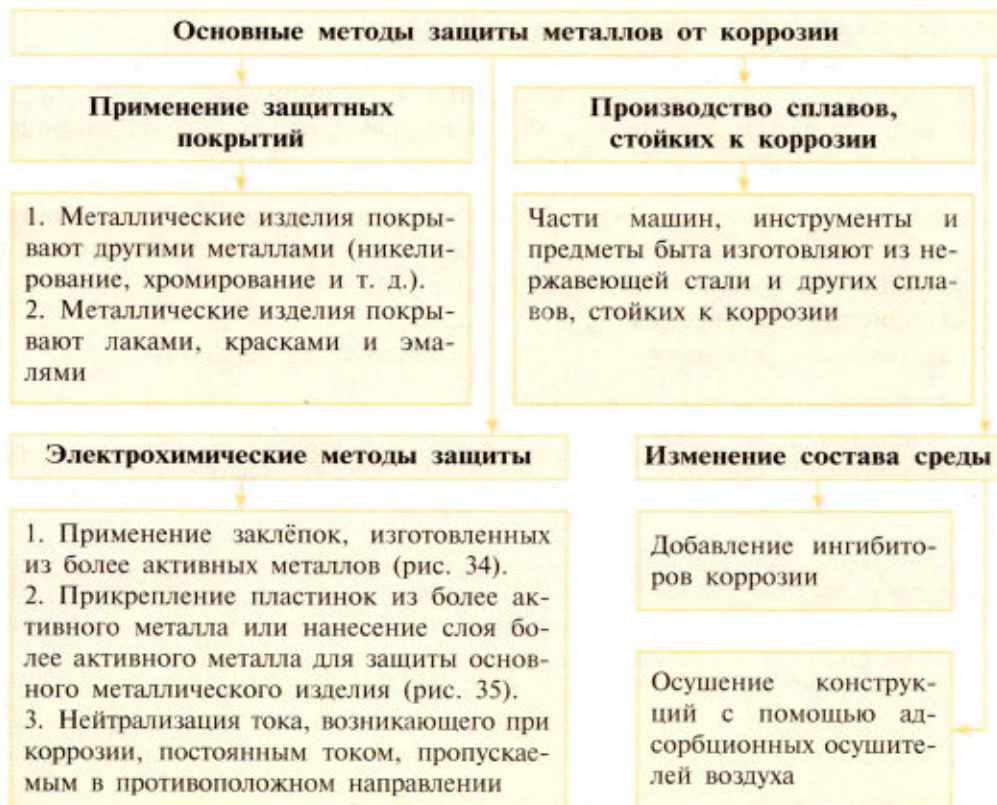 Основные методы защиты металлов от коррозии
Применение защитных
покрытий
1. Металлические изделия покры-
вают другими металлами (никели-
рование, хромирование и т. д.).
2. Металлические изделия покры-
вают лаками, красками и эма-
лями
Производство сплавов,
стойких к коррозии
Части машин, инструменты и
предметы быта изготовляют из не-
ржавеющей стали и других спла-
вов, стойких к коррозии
Электрохимические методы защиты
1. Применение заклёпок, изготовленных
из более активных металлов (рис. 34).
2. Прикрепление пластинок из более ак-
тивного металла или нанесение слоя бо-
лее активного металла для защиты основ-
ного металлического изделия (рис. 35).
3. Нейтрализация тока, возникающего при
коррозии, постоянным током, пропускае-
мым в противоположном направлении
Изменение состава среды
Добавление ингибито-
ров коррозии
Осушение конструк-
ций с помощью ад-
сорбционных осушите-
лей воздуха